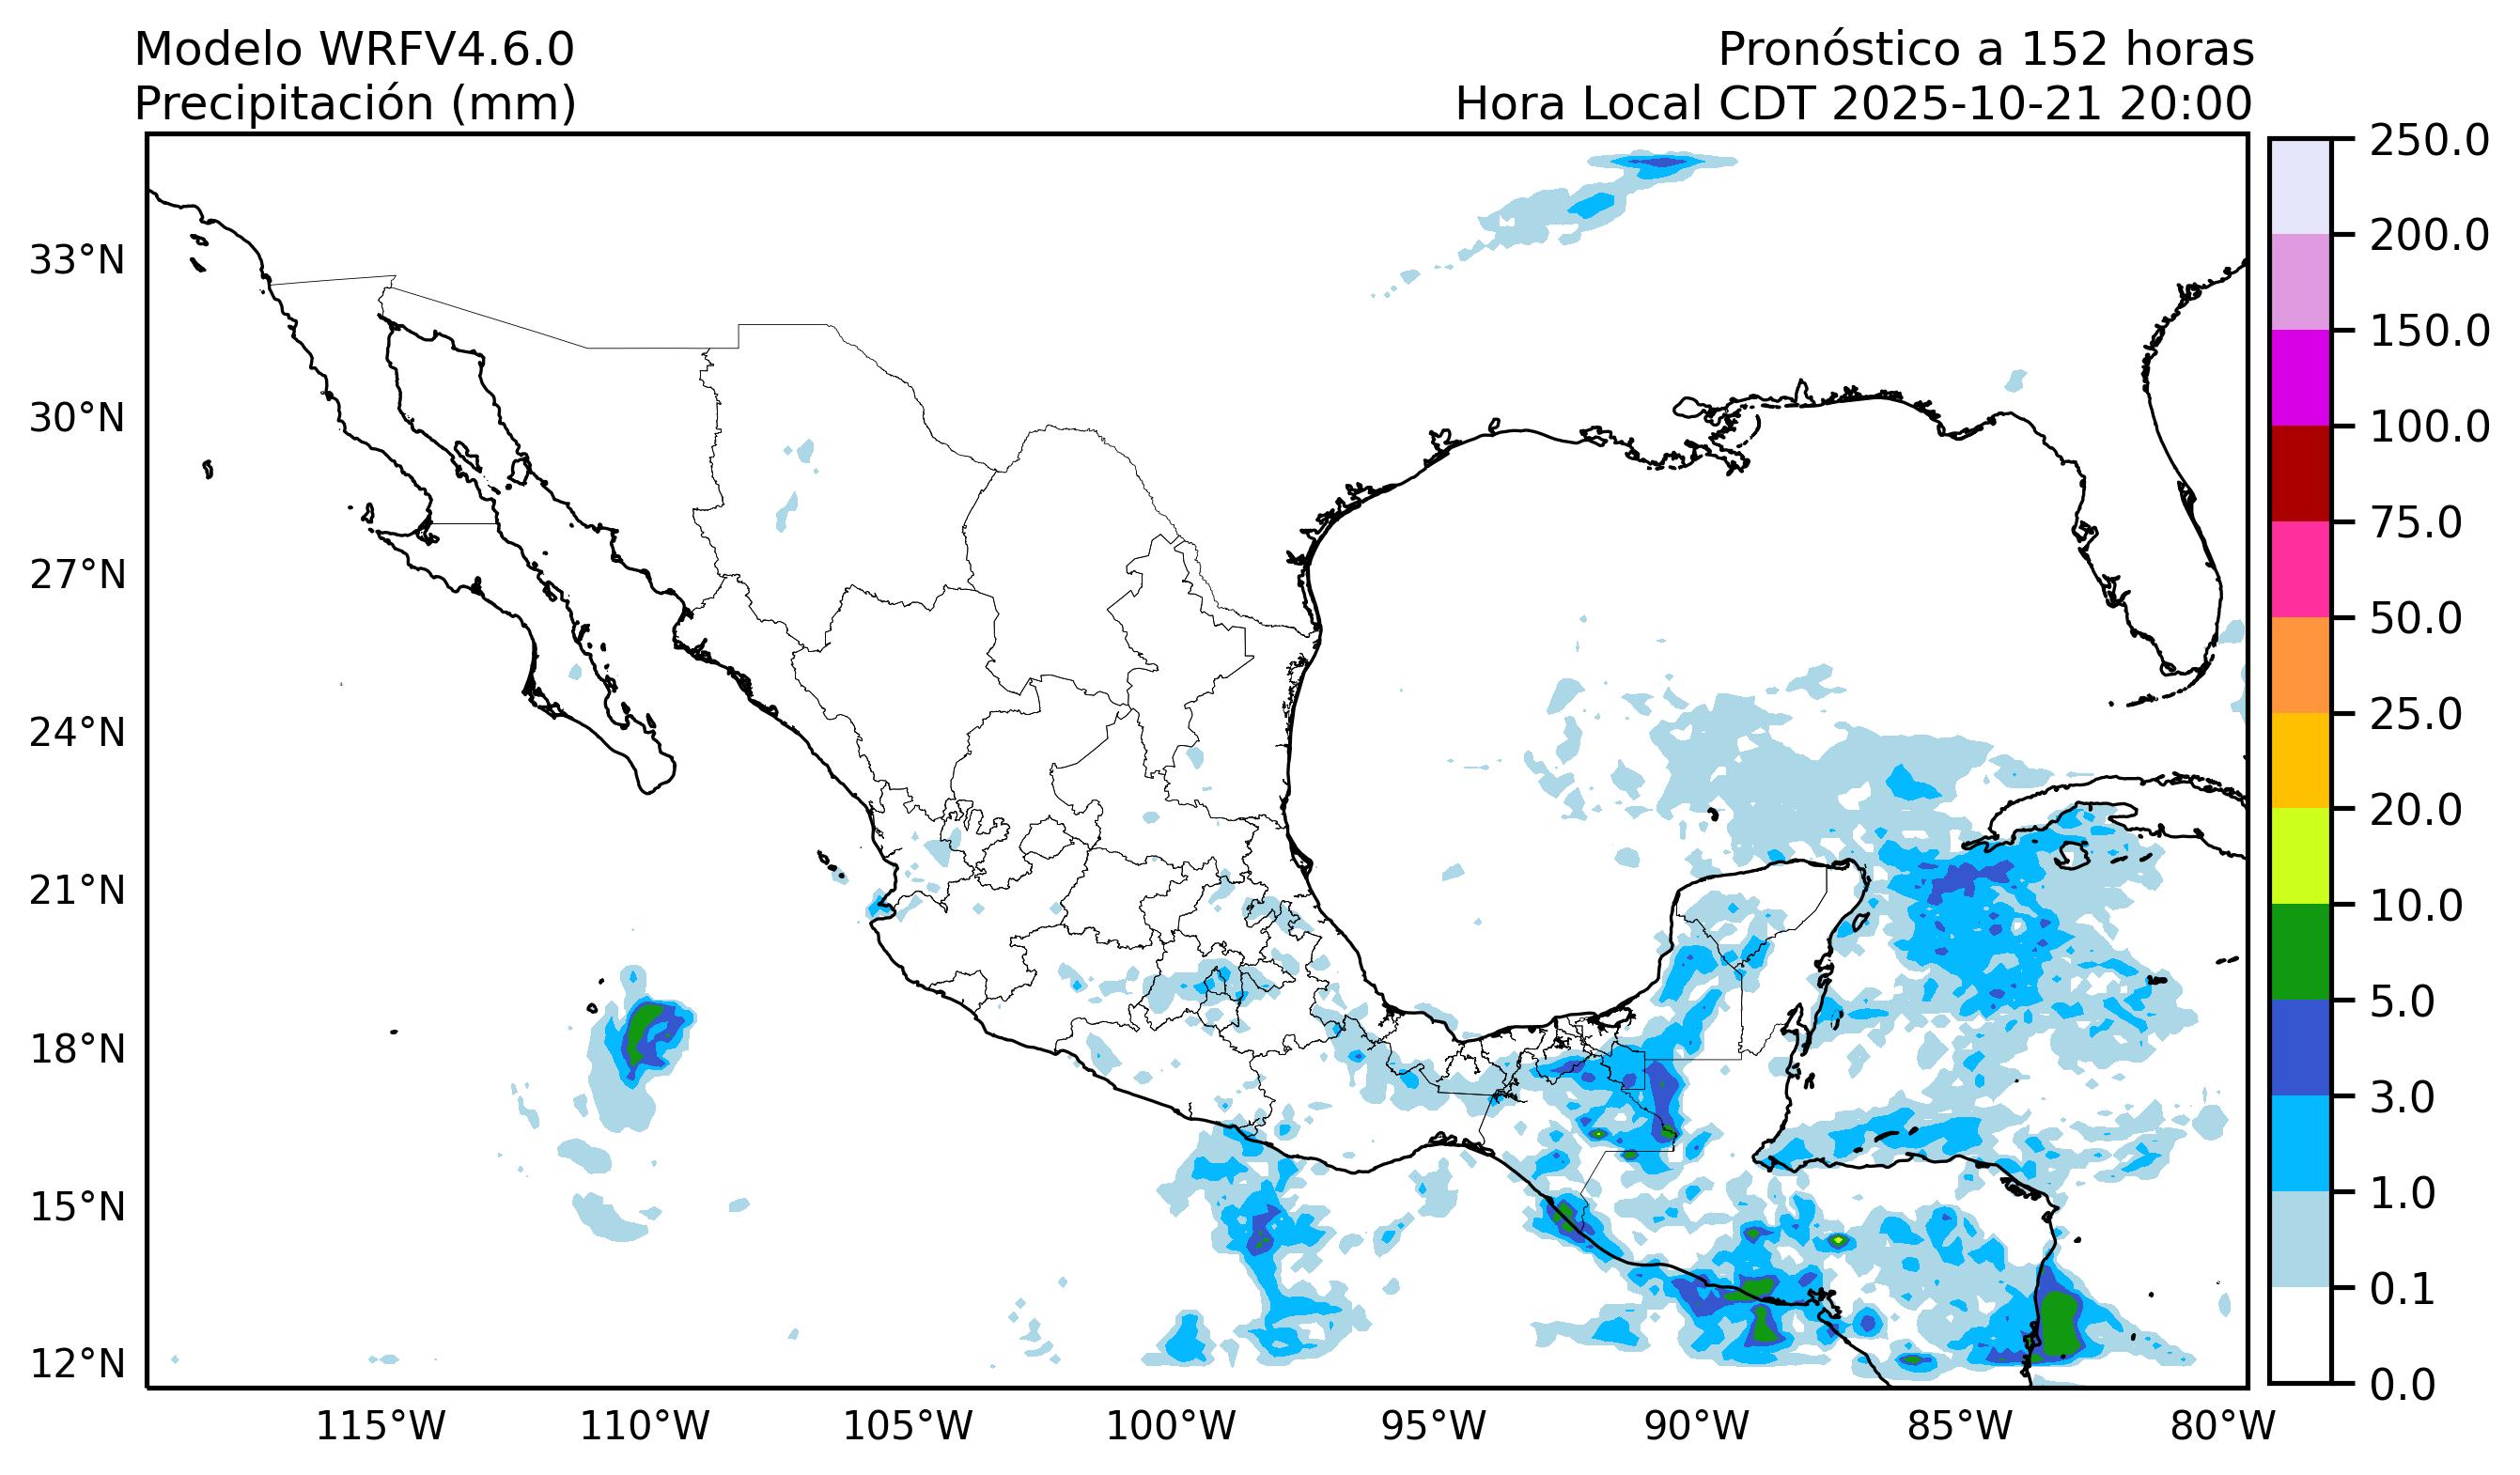 Modelo WRFV4.6.0
Precipitación (mm)
Pronóstico a 152 horas
Hora Local CDT 2025-10-21 20:00
33°N
30°N
27°N
24°N
21°N
18°N
15°N
12°N
115°W
110°W
105°W
100°W
95°W
90°W
85°W
80°W
250.0
200.0
150.0
100.0
75.0
50.0
25.0
20.0
10.0
5.0
3.0
1.0
0.1
0.0